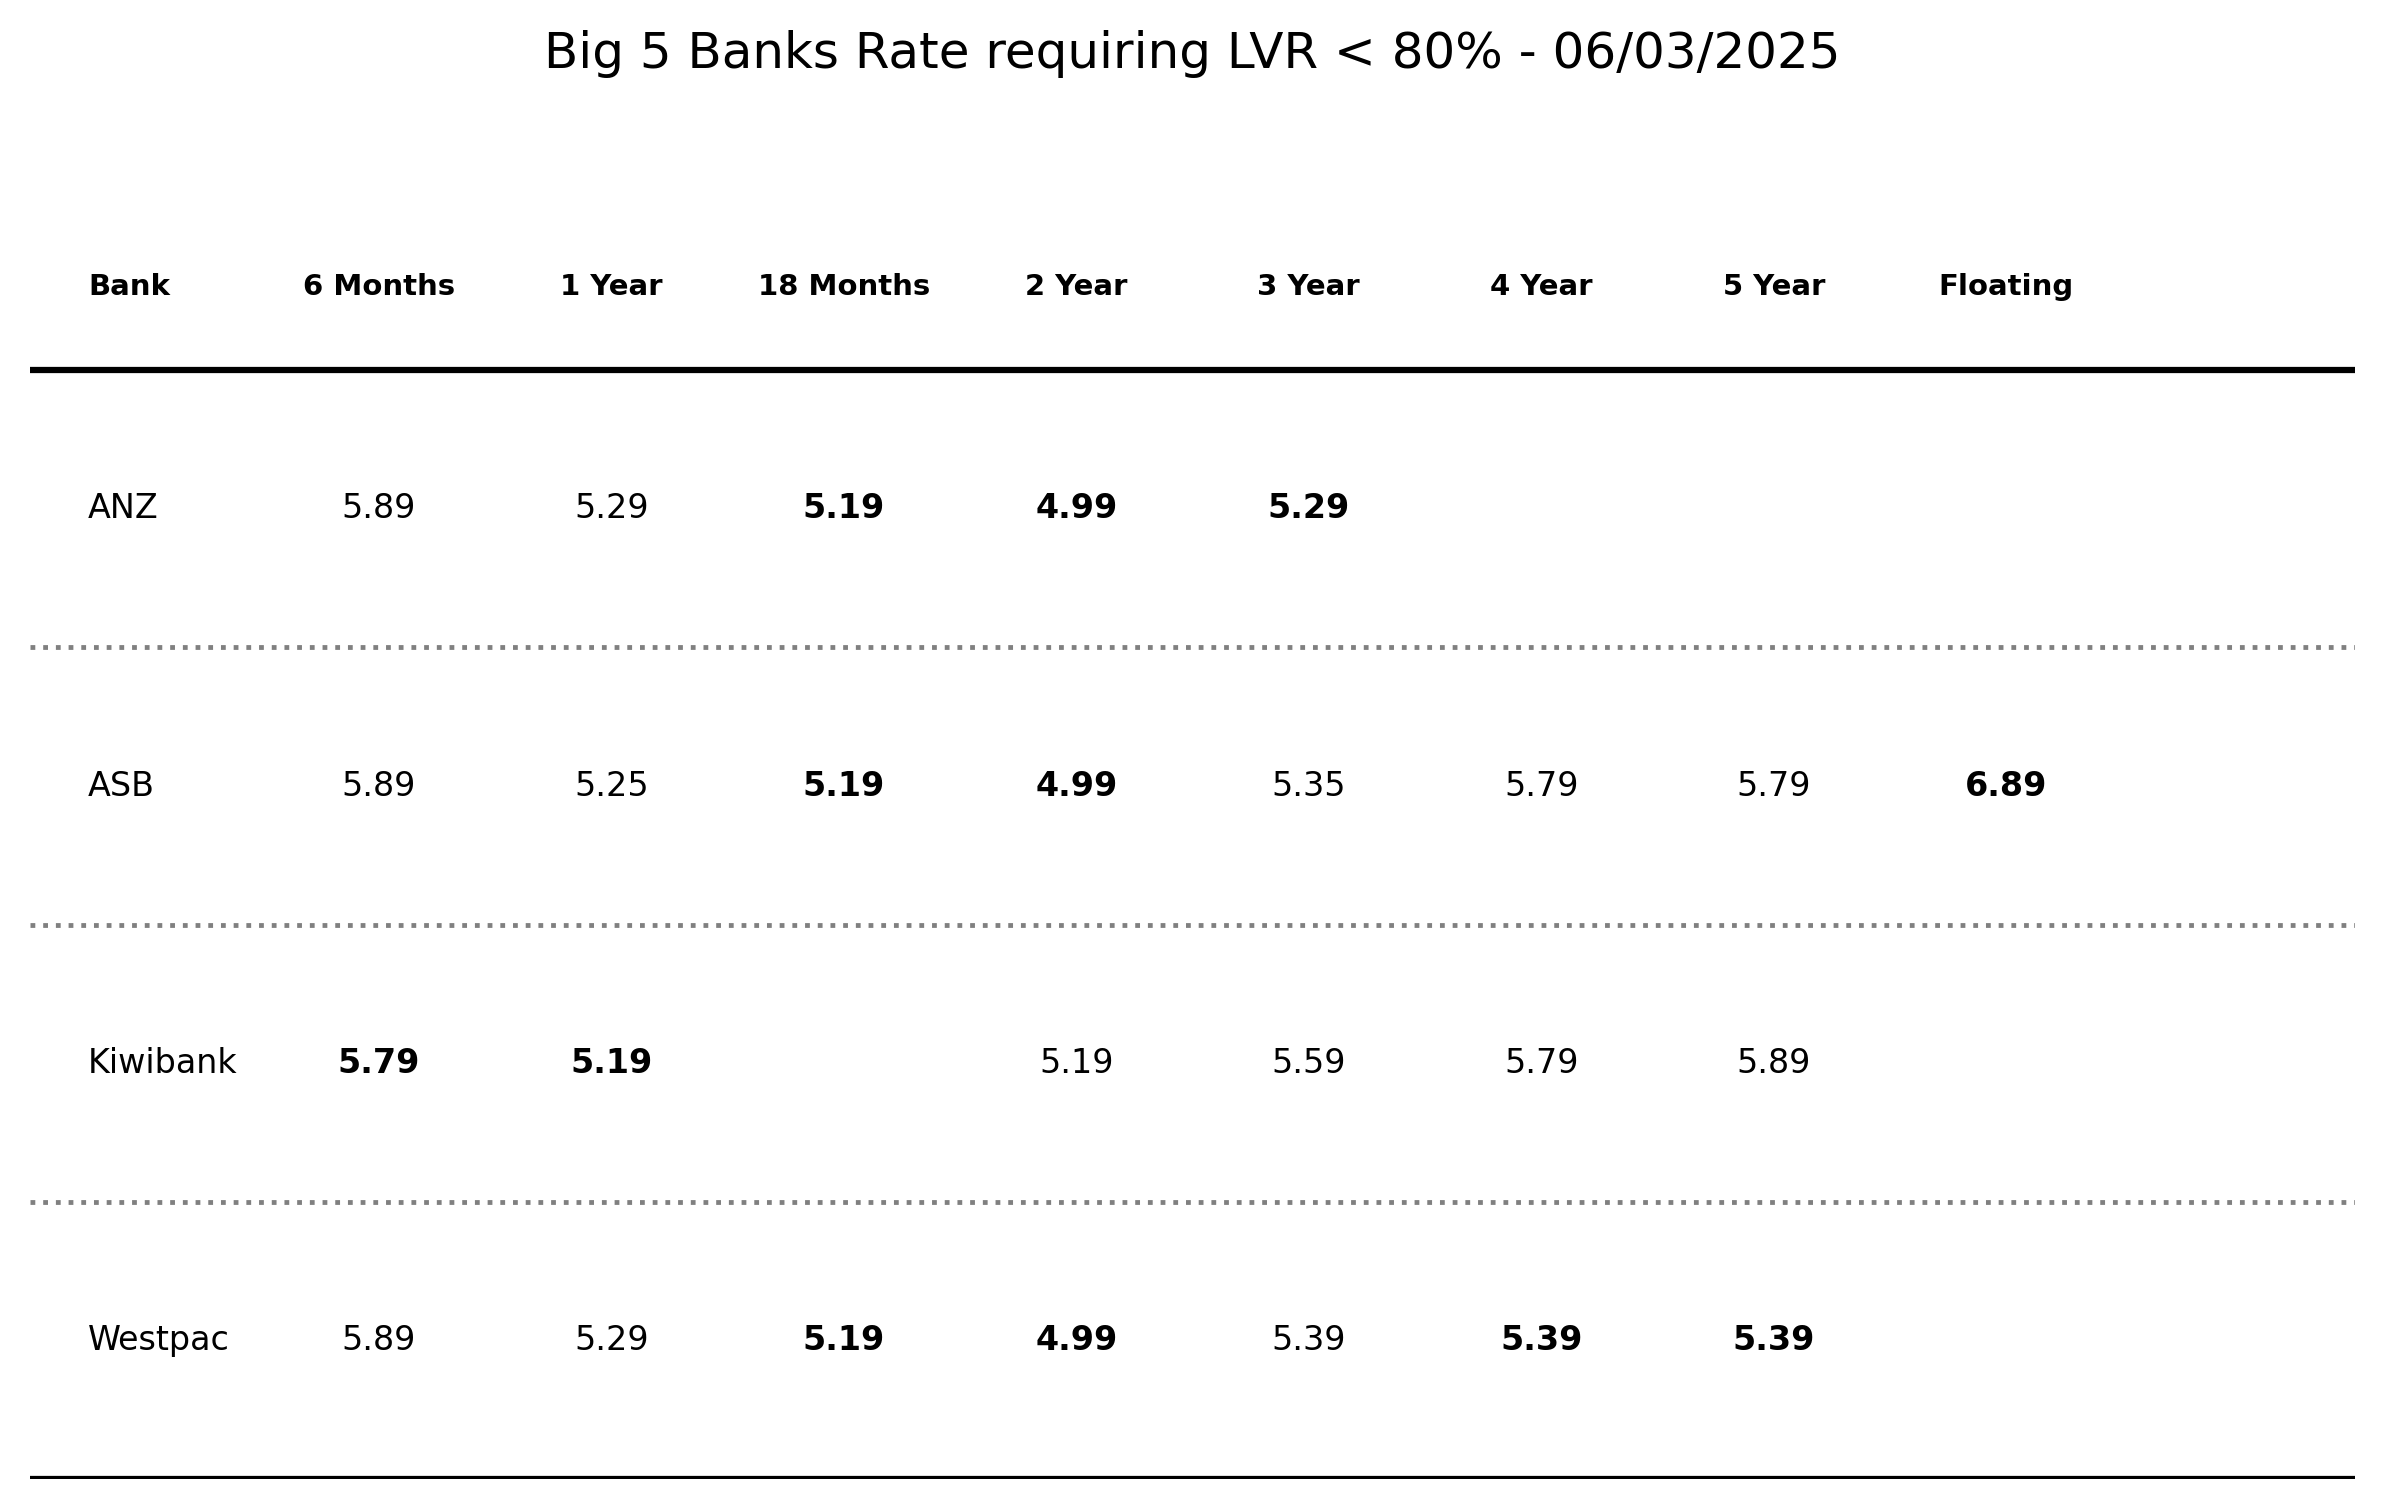 Big 5 Banks Rate requiring LVR < 80% - 06/03/2025
Bank 6 Months 1 Year 18 Months 2 Year 3 Year 4 Year 5 Year Floating
ANZ 5.89 5.29 5.19 4.99 5.29
ASB 5.89 5.25 5.19 4.99 5.35 5.79 5.79 6.89
Kiwibank 5.79 5.19 5.19 5.59 5.79 5.89
Westpac 5.89 5.29 5.19 4.99 5.39 5.39 5.39